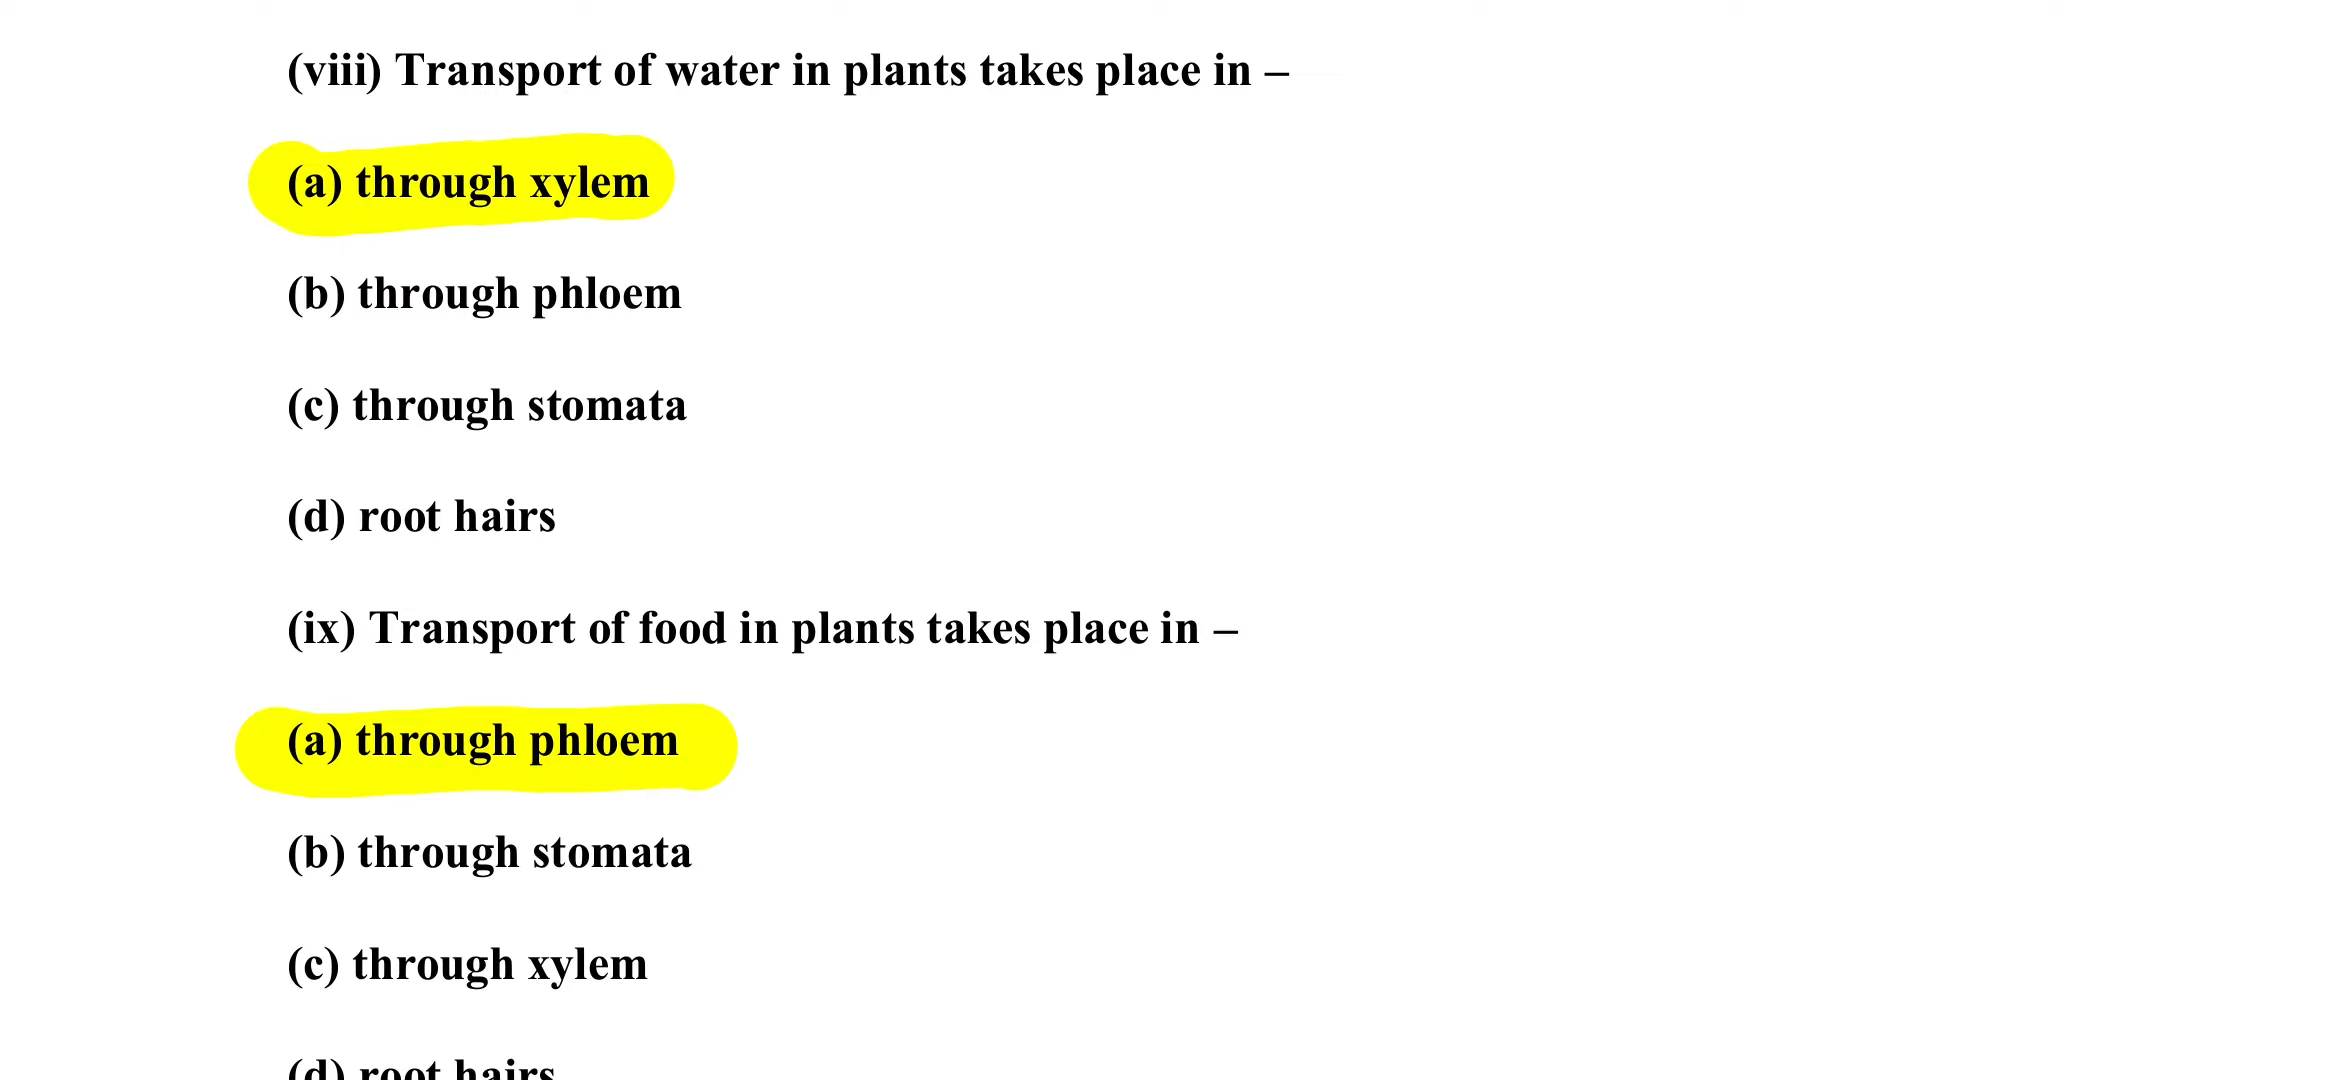 (viii) Transport of water in plants takes place in –
(a) through xylem
(b) through phloem
(c) through stomata
(d) root hairs
(ix) Transport of food in plants takes place in –
(a) through phloem
(b) through stomata
(c) through xylem
(d) root hairs